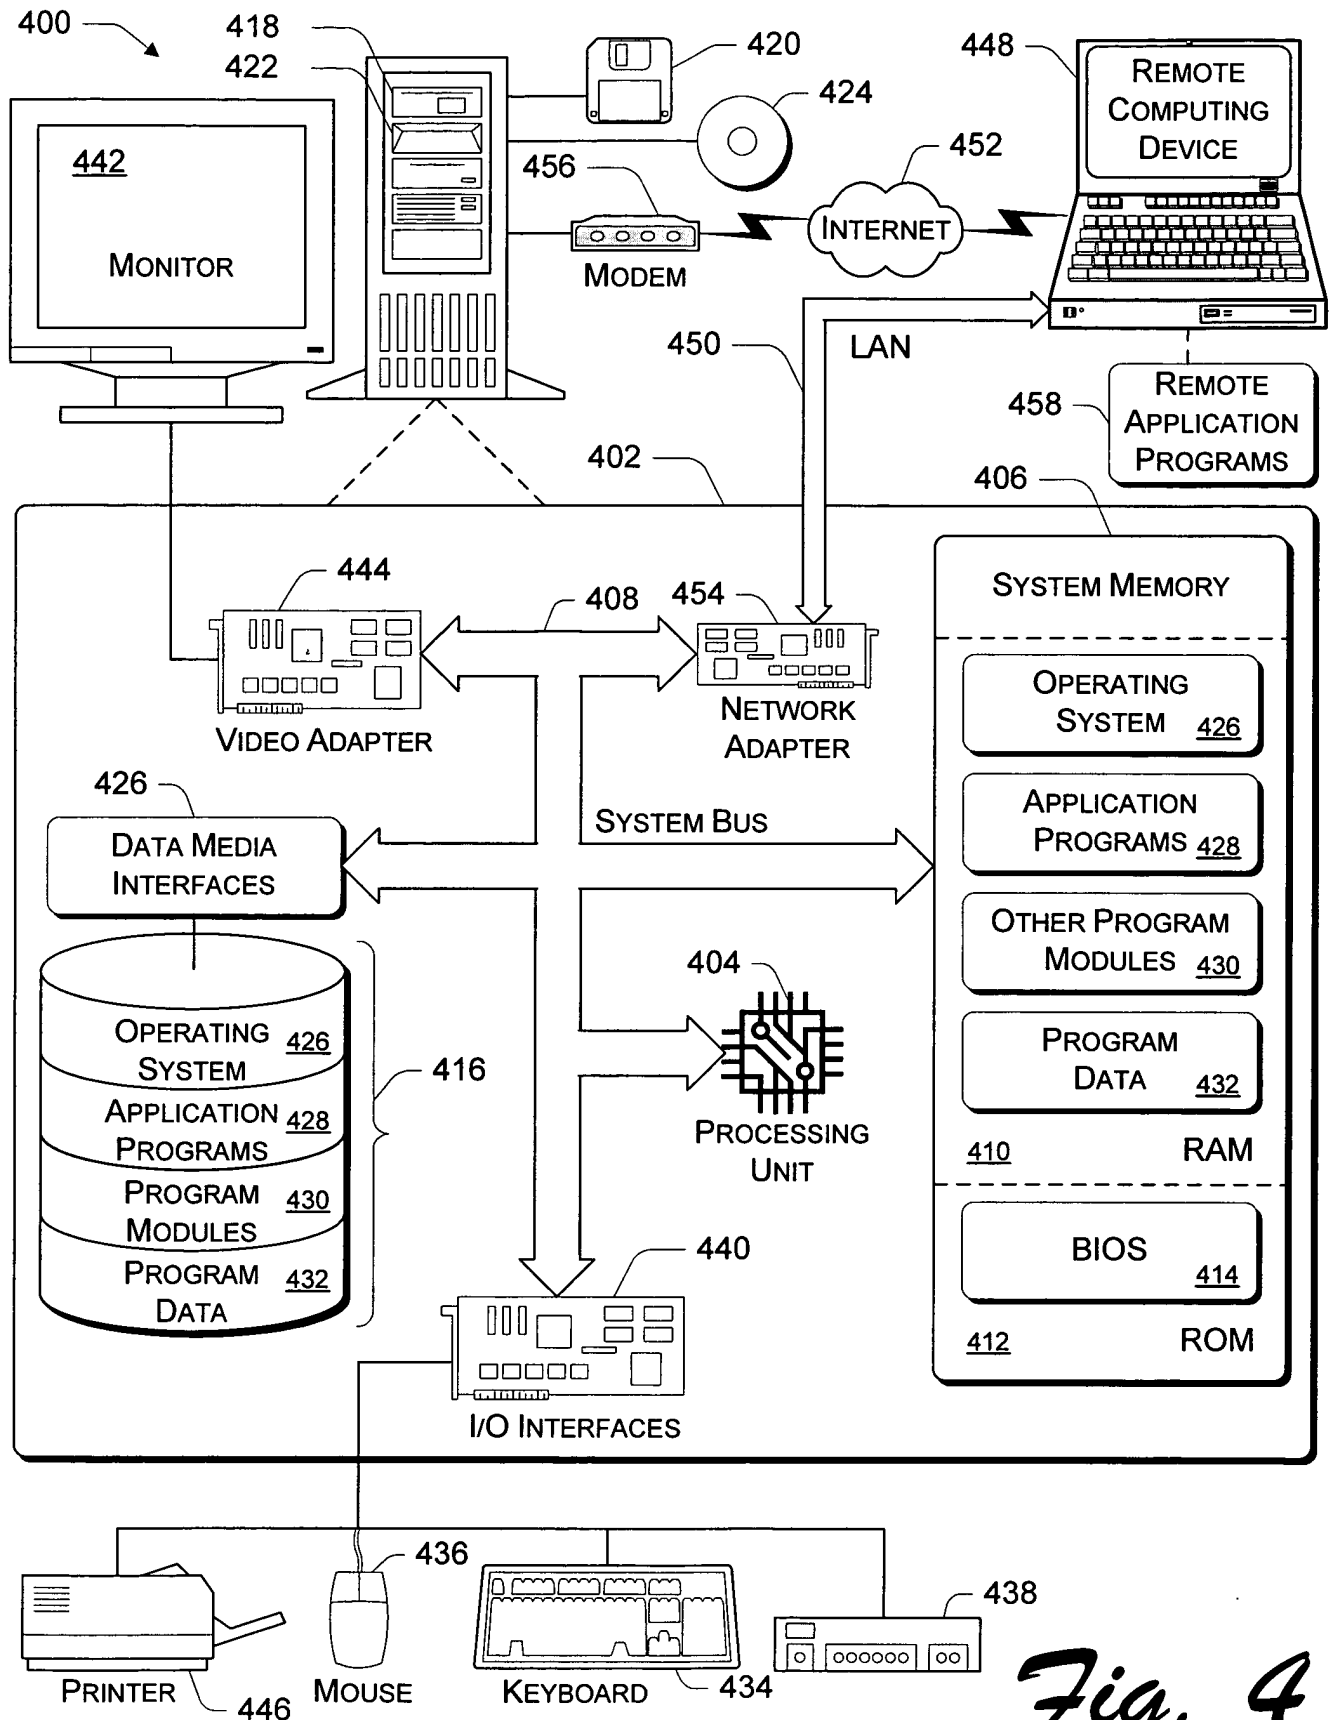 400
418
422
420
424
448
REMOTE
COMPUTING
DEVICE
442
MONITOR
456
MODEM
452
INTERNET
450
LAN
458
REMOTE
APPLICATION
PROGRAMS
402
406
SYSTEM MEMORY
444
VIDEO ADAPTER
408
454
NETWORK
ADAPTER
OPERATING
SYSTEM 426
APPLICATION
PROGRAMS 428
OTHER PROGRAM
MODULES 430
PROGRAM
DATA 432
410 RAM
BIOS
414
412 ROM
426
DATA MEDIA
INTERFACES
SYSTEM BUS
OPERATING
SYSTEM 426
APPLICATION
PROGRAMS 428
PROGRAM
MODULES 430
PROGRAM
DATA 432
416
404
PROCESSING
UNIT
440
I/O INTERFACES
PRINTER
446
436
MOUSE
KEYBOARD
434
438
Fig. 4